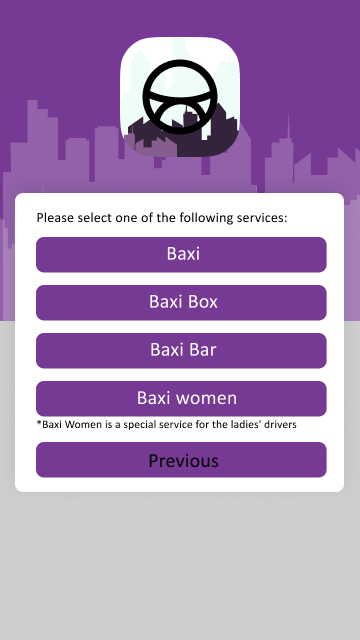 Please select one of the following services:
Baxi
Baxi Box
Baxi Bar
Baxi women
*Baxi Women is a special service for the ladies' drivers
Previous